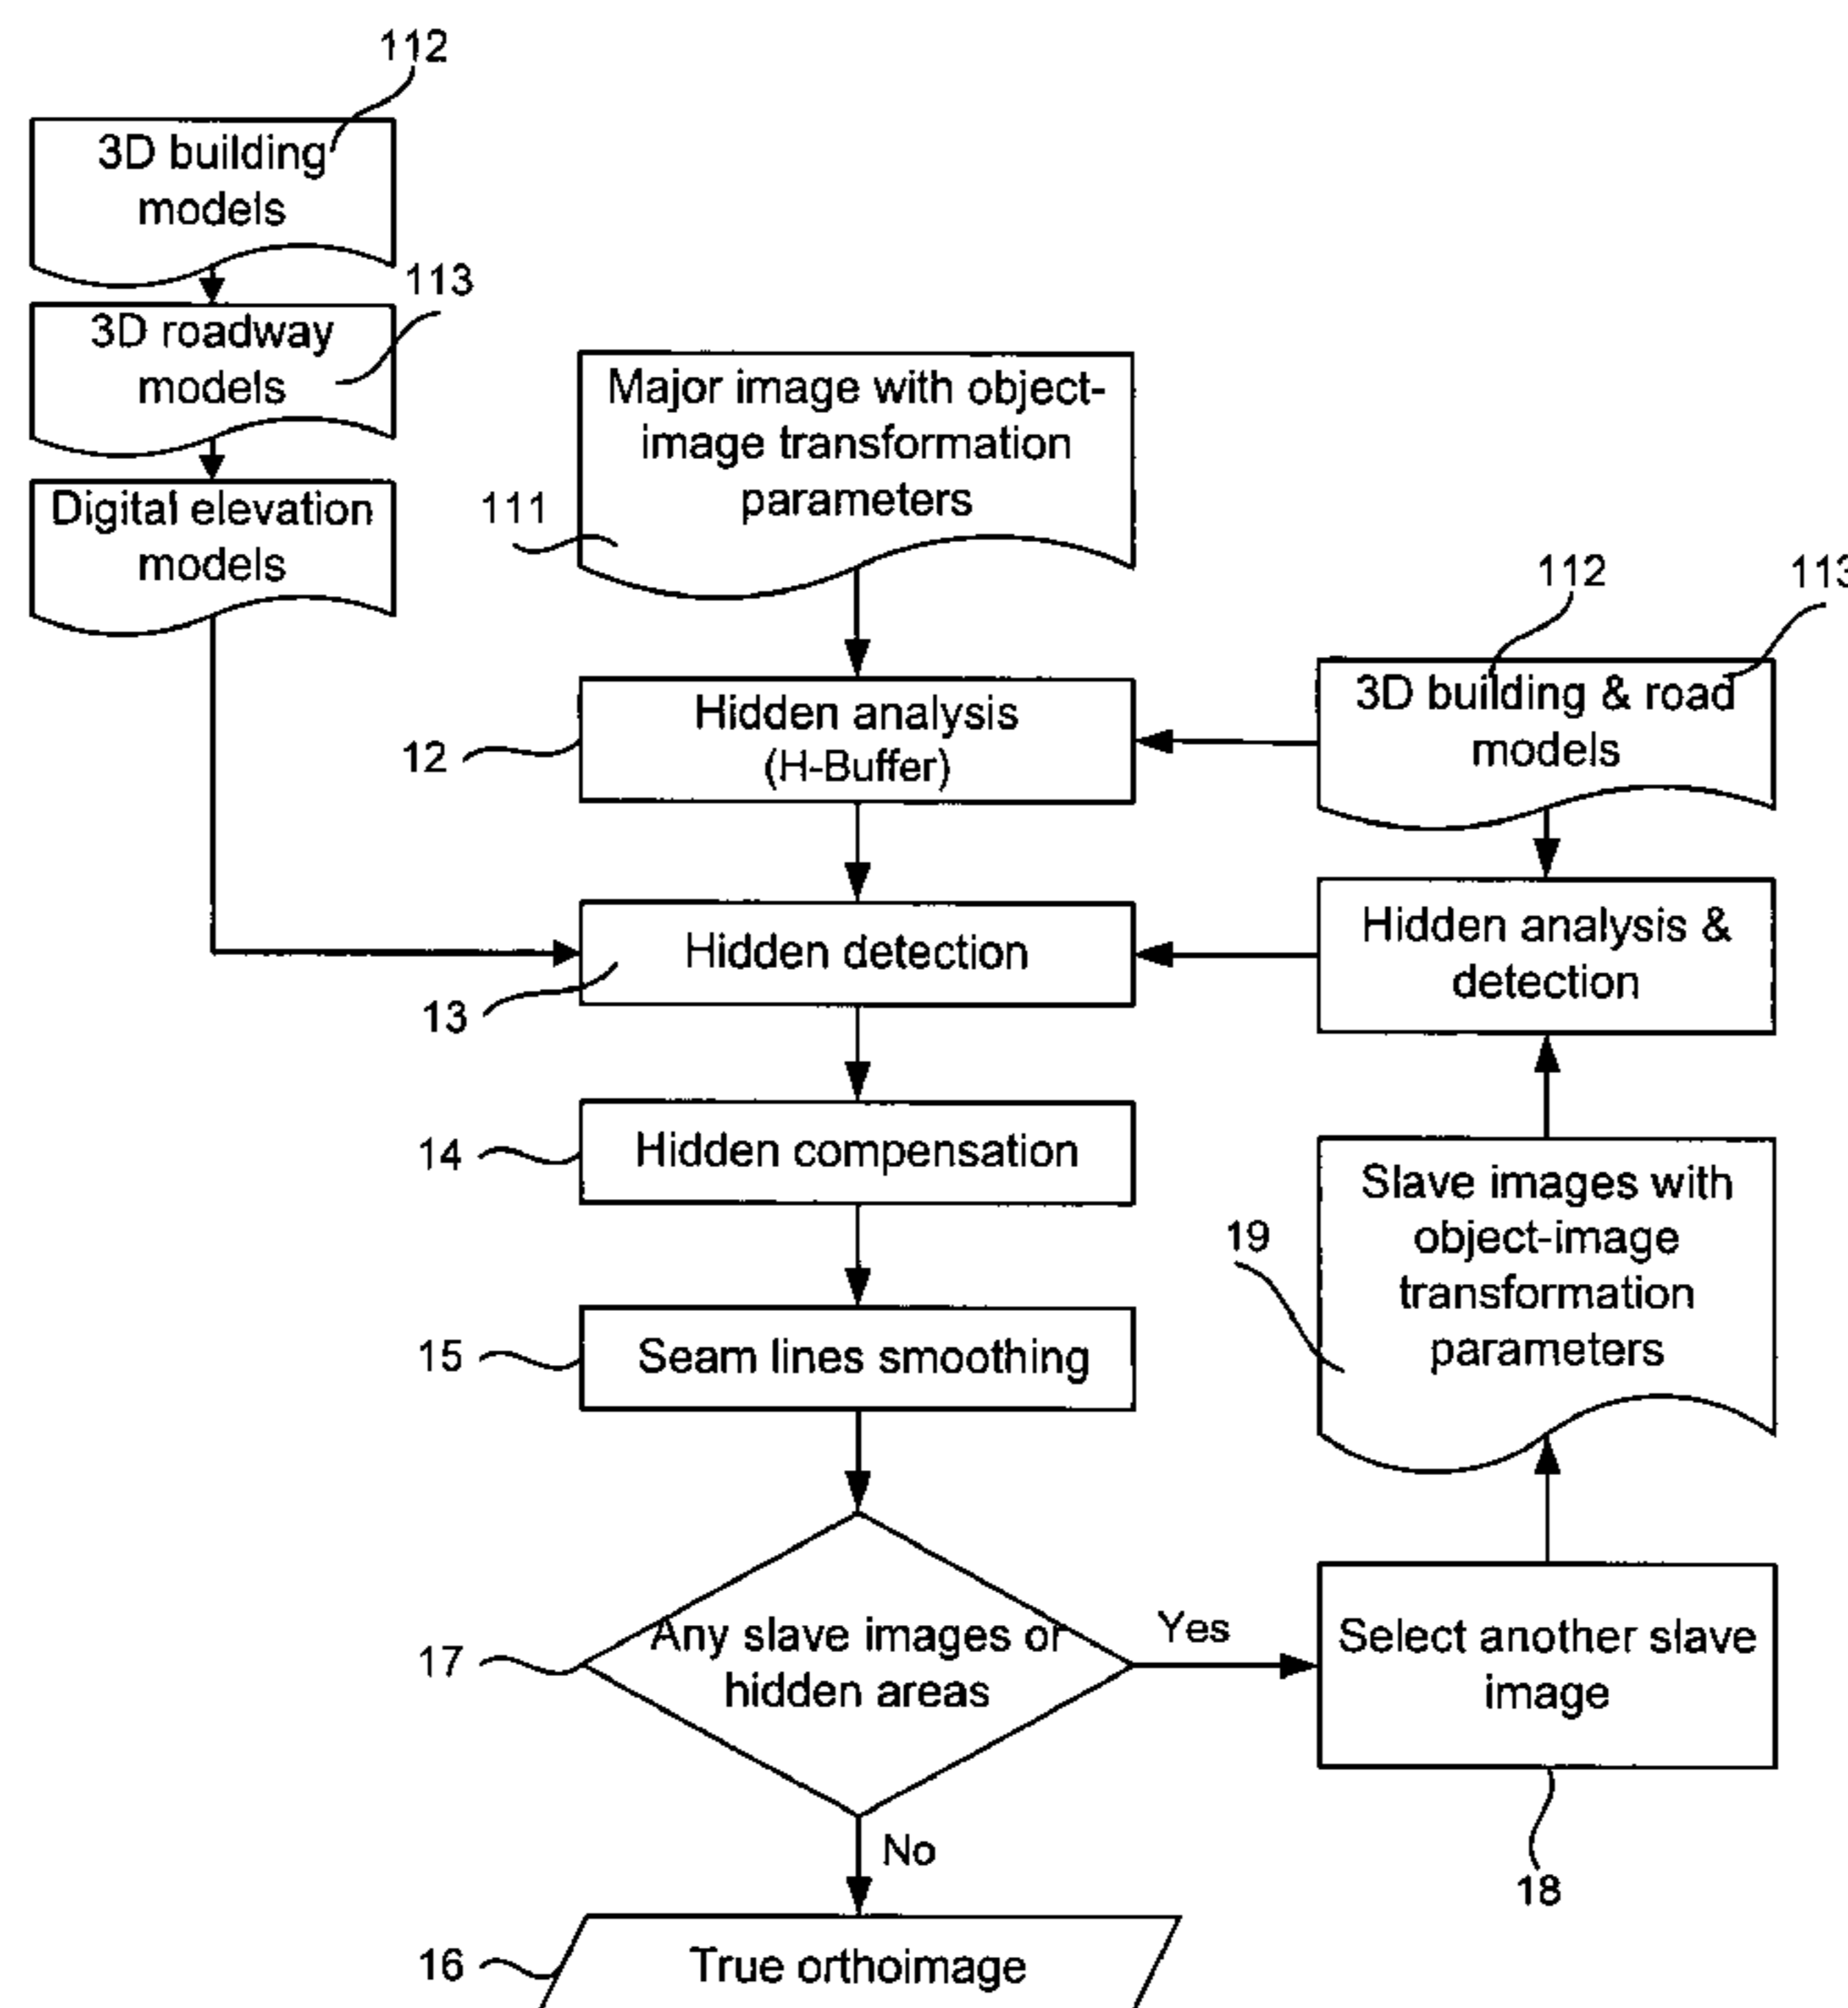 112
3D building
models
113
3D roadway
models
Digital elevation
models
Major image with object-
image transformation
parameters
111
112
113
3D building & road
models
Hidden analysis
(H-Buffer)
12
Hidden detection
13
Hidden analysis &
detection
Hidden compensation
14
Slave images with
object-image
transformation
parameters
19
Seam lines smoothing
15
Any slave images or
hidden areas
17
Yes
Select another slave
image
18
No
True orthoimage
16